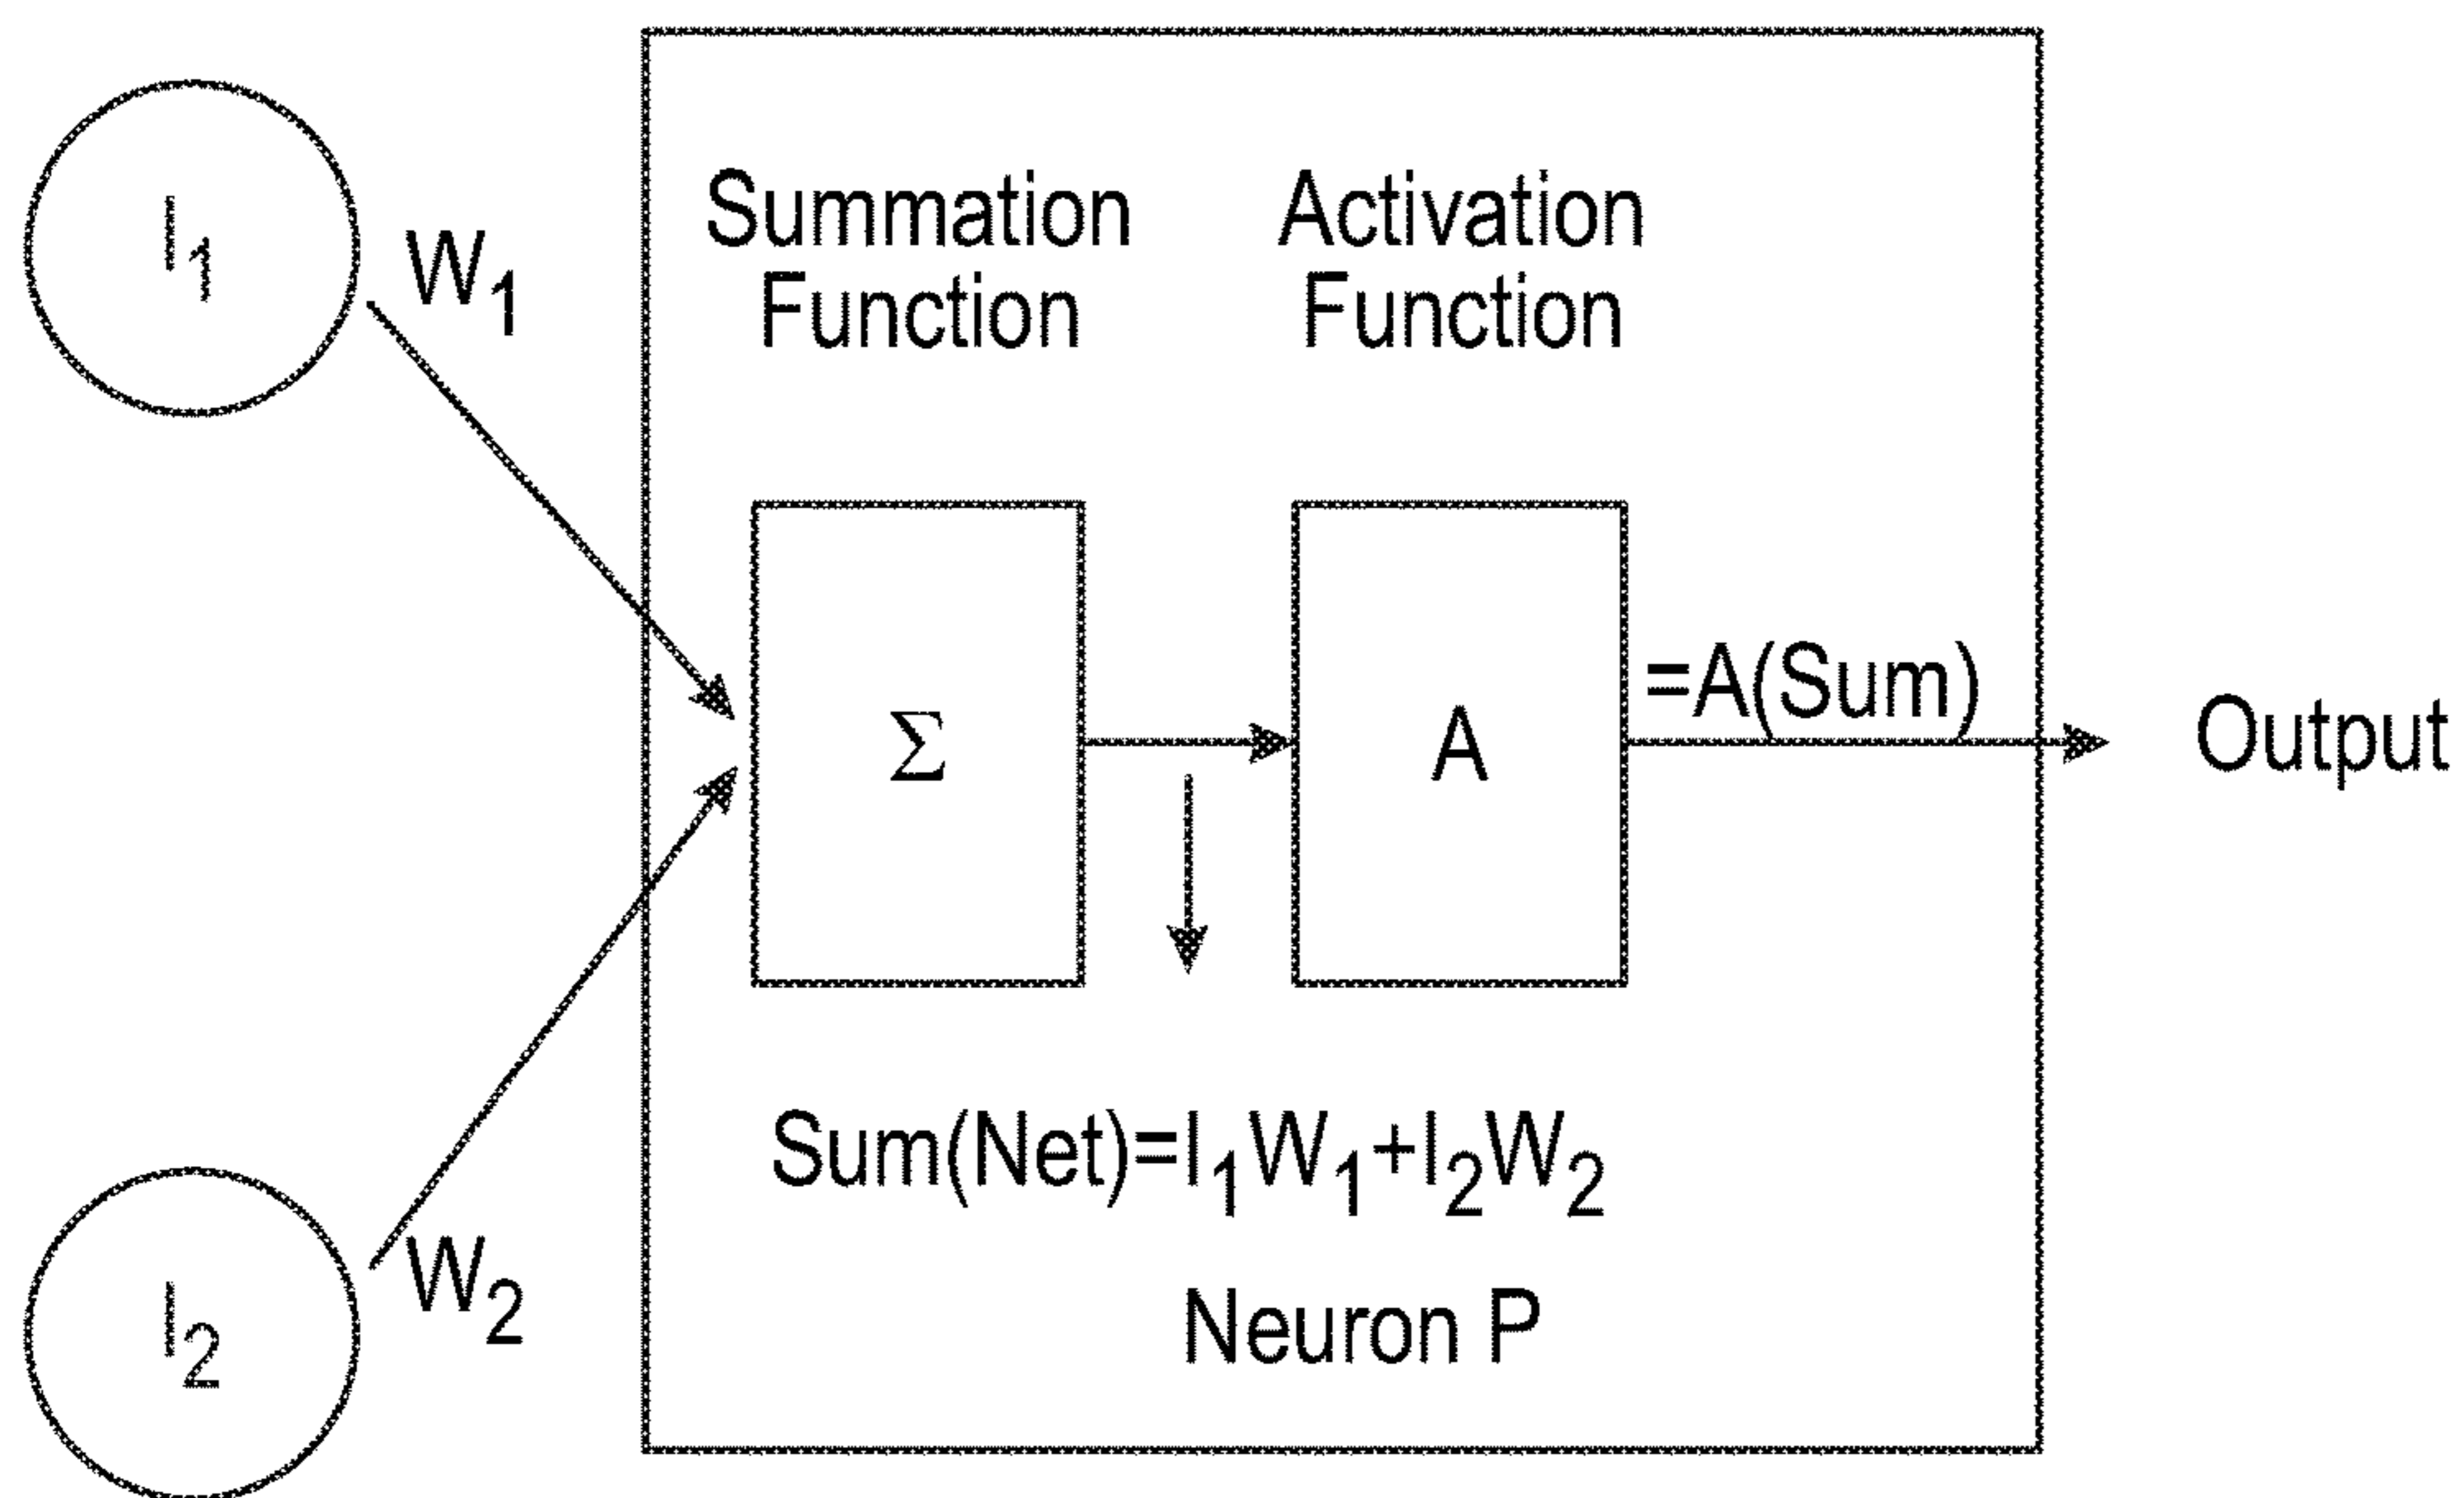 I₁
W₁
Summation
Function
Activation
Function
Σ
A
=A(Sum)
Output
Sum(Net)=I₁W₁+I₂W₂
W₂
I₂
Neuron P